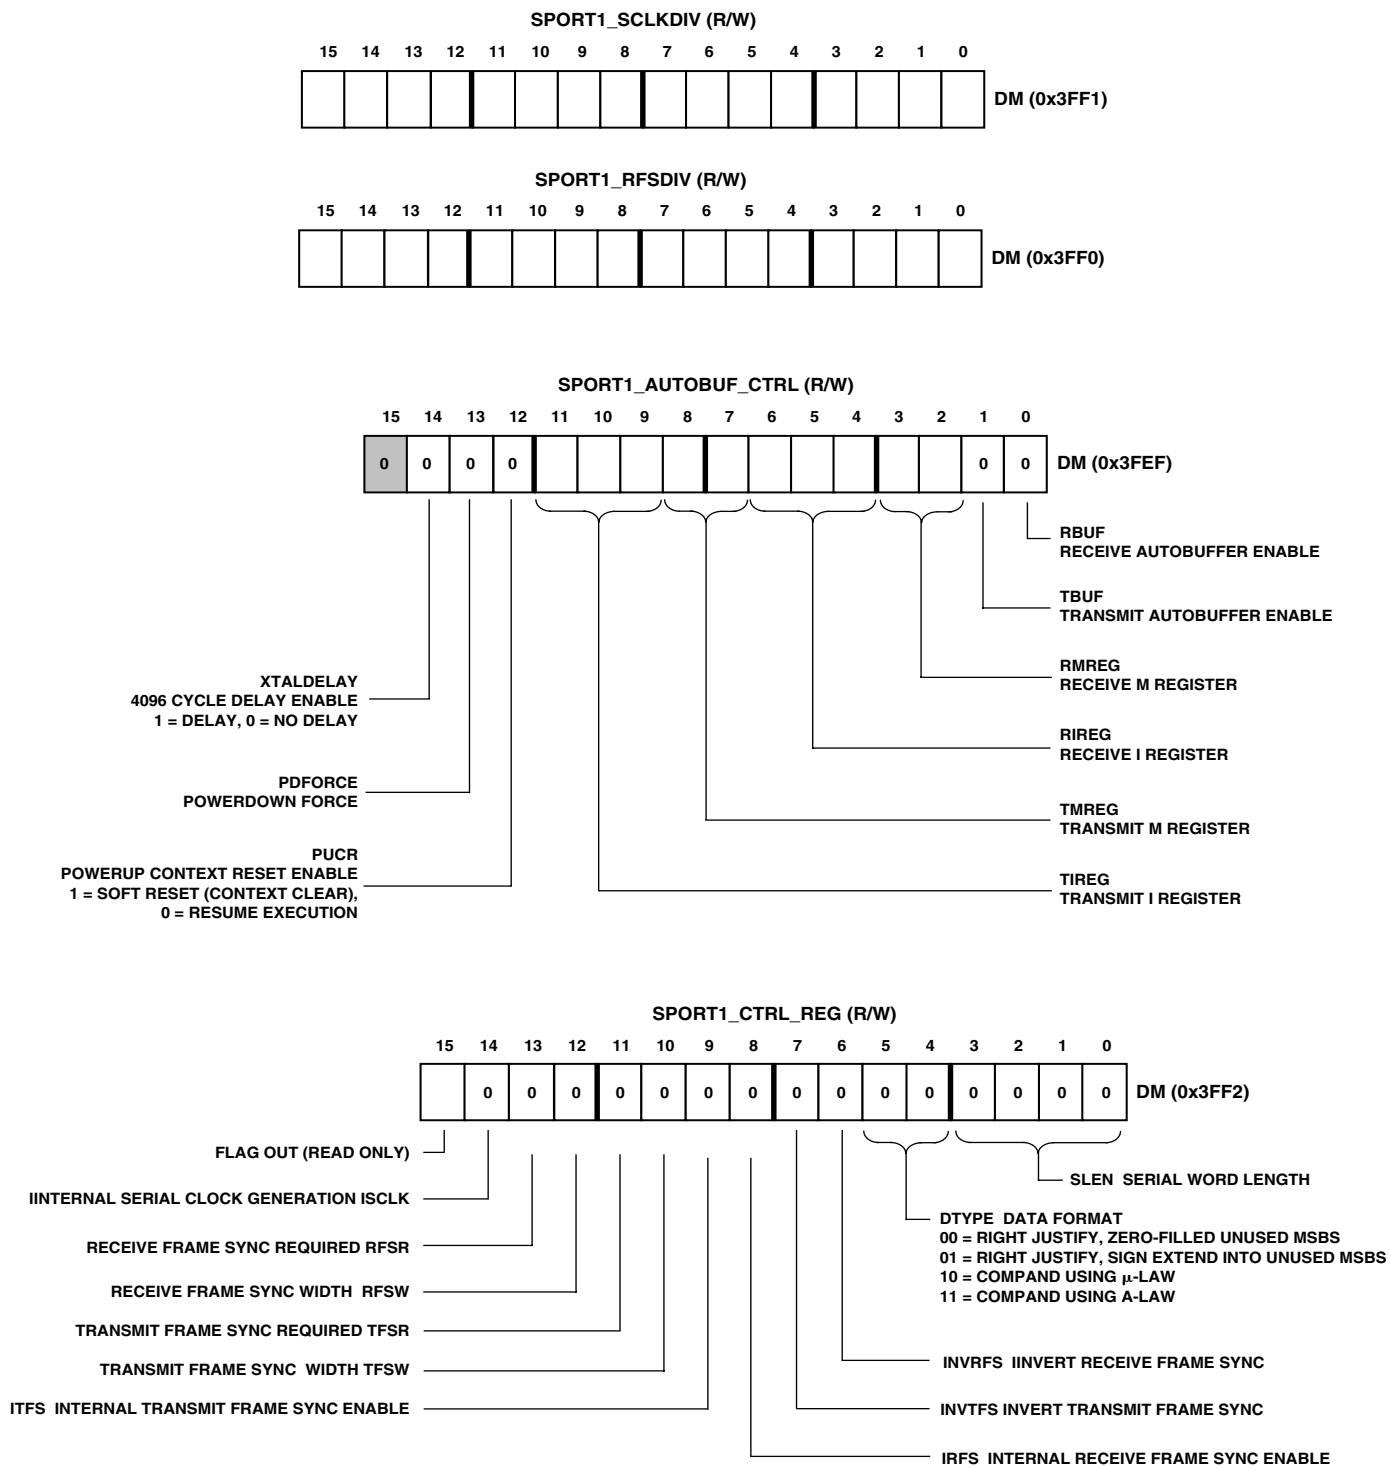 SPORT1_SCLKDIV (R/W)
15 14 13 12 11 10 9 8 7 6 5 4 3 2 1 0
DM (0x3FF1)
SPORT1_RFSDIV (R/W)
15 14 13 12 11 10 9 8 7 6 5 4 3 2 1 0
DM (0x3FF0)
SPORT1_AUTOBUF_CTRL (R/W)
15 14 13 12 11 10 9 8 7 6 5 4 3 2 1 0
0 0 0 0 0 0 DM (0x3FEF)
RBUF
RECEIVE AUTOBUFFER ENABLE
TBUF
TRANSMIT AUTOBUFFER ENABLE
RMREG
RECEIVE M REGISTER
RIREG
RECEIVE I REGISTER
TMREG
TRANSMIT M REGISTER
TIREG
TRANSMIT I REGISTER
XTALDELAY
4096 CYCLE DELAY ENABLE
1 = DELAY, 0 = NO DELAY
PDFORCE
POWERDOWN FORCE
PUCR
POWERUP CONTEXT RESET ENABLE
1 = SOFT RESET (CONTEXT CLEAR),
0 = RESUME EXECUTION
SPORT1_CTRL_REG (R/W)
15 14 13 12 11 10 9 8 7 6 5 4 3 2 1 0
0 0 0 0 0 0 0 0 0 0 0 0 0 0 0 DM (0x3FF2)
FLAG OUT (READ ONLY)
IINTERNAL SERIAL CLOCK GENERATION ISCLK
RECEIVE FRAME SYNC REQUIRED RFSR
RECEIVE FRAME SYNC WIDTH RFSW
TRANSMIT FRAME SYNC REQUIRED TFSR
TRANSMIT FRAME SYNC WIDTH TFSW
ITFS INTERNAL TRANSMIT FRAME SYNC ENABLE
SLEN SERIAL WORD LENGTH
DTYPE DATA FORMAT
00 = RIGHT JUSTIFY, ZERO-FILLED UNUSED MSBS
01 = RIGHT JUSTIFY, SIGN EXTEND INTO UNUSED MSBS
10 = COMPAND USING μ-LAW
11 = COMPAND USING A-LAW
INVRFS IINVERT RECEIVE FRAME SYNC
INVTFS INVERT TRANSMIT FRAME SYNC
IRFS INTERNAL RECEIVE FRAME SYNC ENABLE